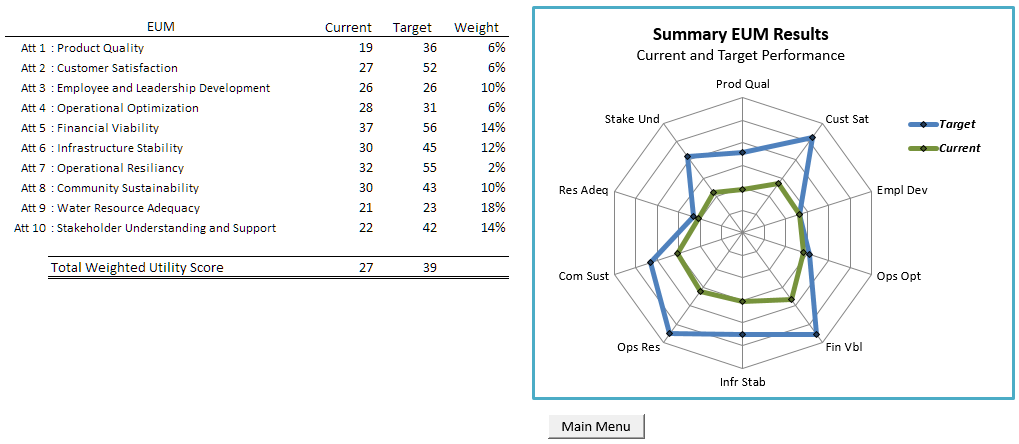 EUM Current Target Weight
Att 1 : Product Quality 19 36 6%
Att 2 : Customer Satisfaction 27 52 6%
Att 3 : Employee and Leadership Development 26 26 10%
Att 4 : Operational Optimization 28 31 6%
Att 5 : Financial Viability 37 56 14%
Att 6 : Infrastructure Stability 30 45 12%
Att 7 : Operational Resiliancy 32 55 2%
Att 8 : Community Sustainability 30 43 10%
Att 9 : Water Resource Adequacy 21 23 18%
Att 10 : Stakeholder Understanding and Support 22 42 14%
Total Weighted Utility Score 27 39
Summary EUM Results
Current and Target Performance
Prod Qual
Cust Sat
Empl Dev
Ops Opt
Fin Vbl
Infr Stab
Ops Res
Com Sust
Res Adeq
Stake Und
Target
Current
Main Menu